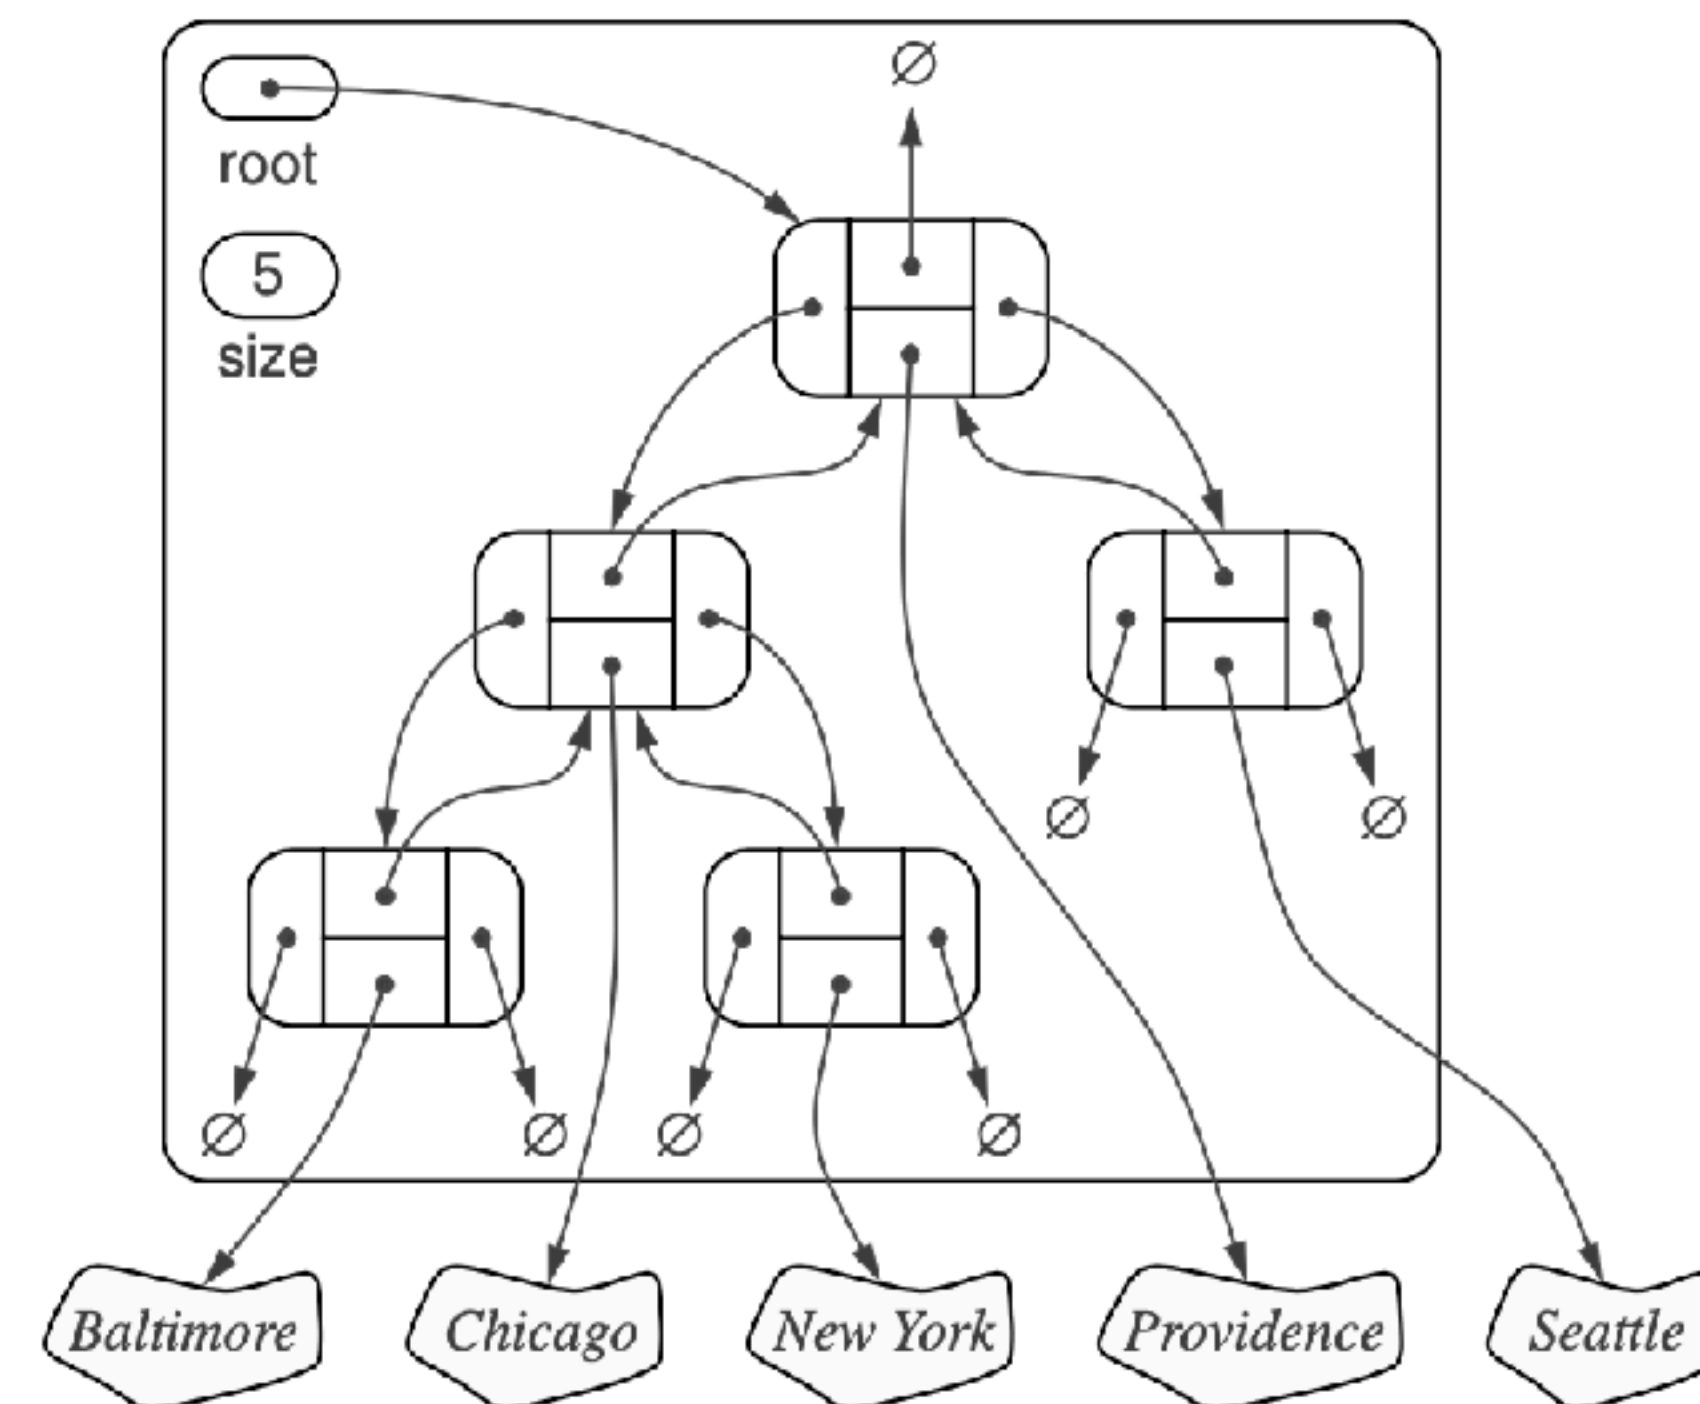 ∅
root
5
size
∅ ∅
∅ ∅ ∅ ∅
Baltimore Chicago New York Providence Seattle